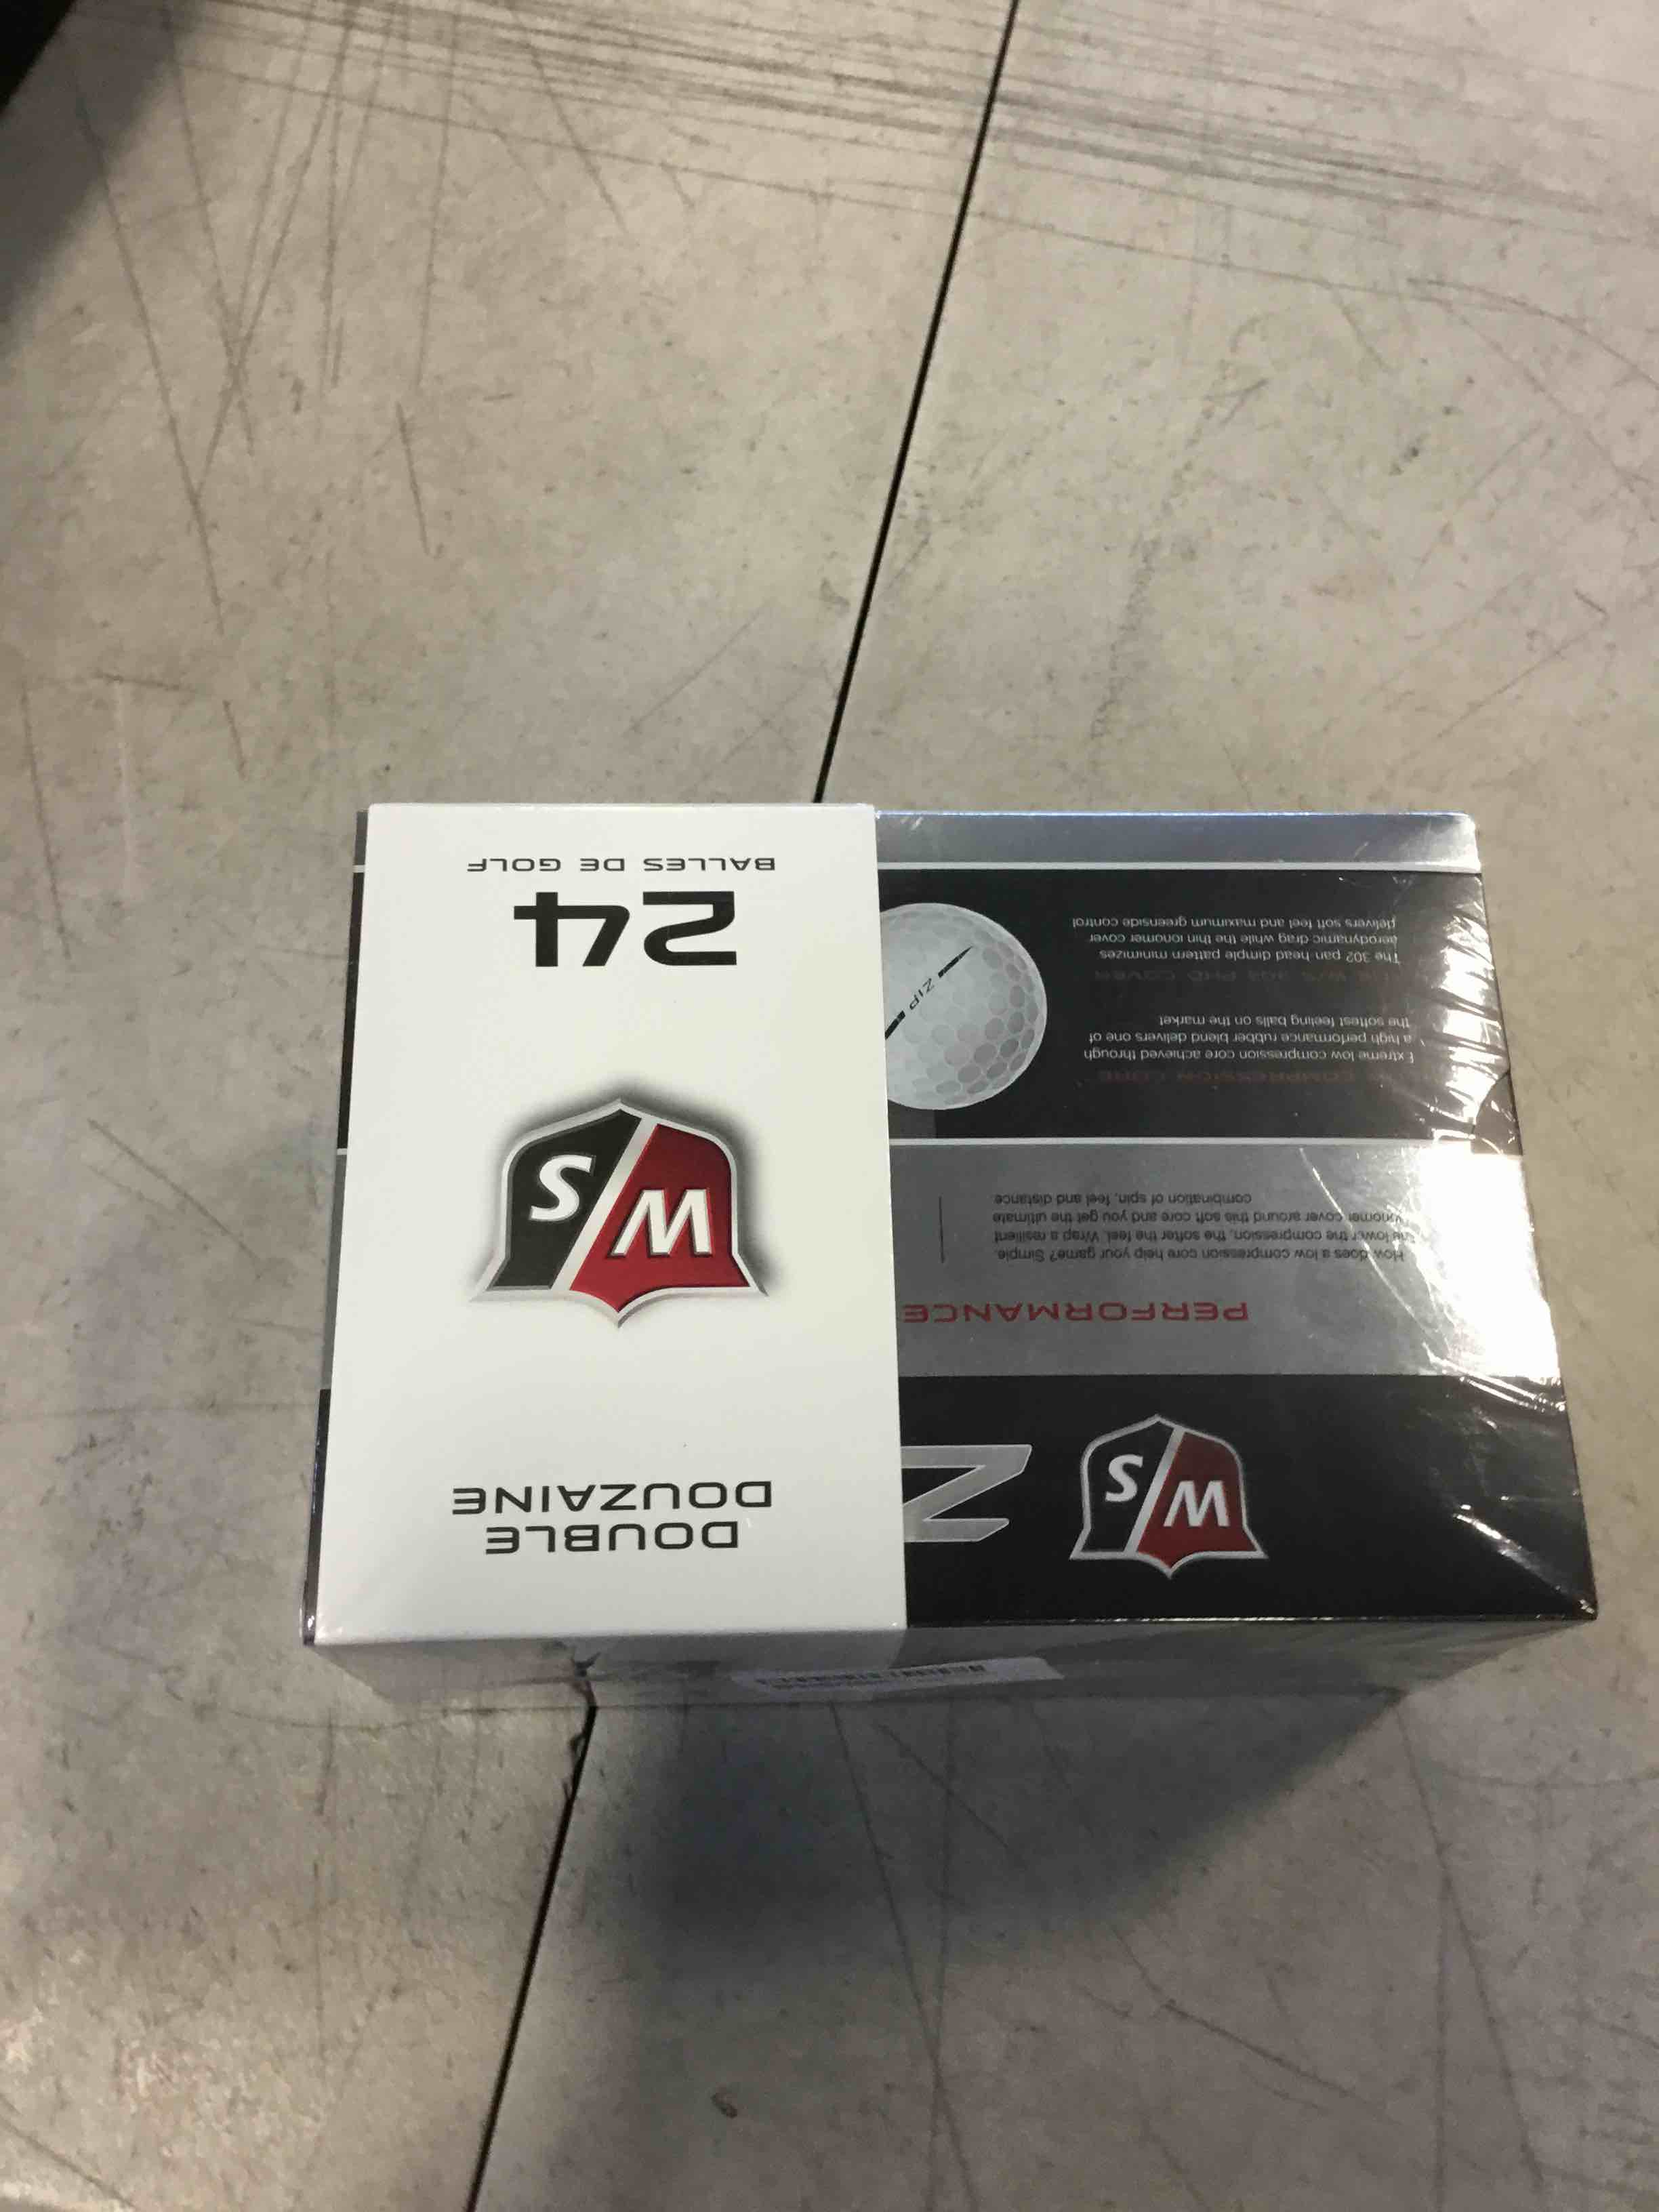 DOUBLE
DOUZAINE
W/S
24
BALLES DE GOLF
W/S
Z
PERFORMANCE
How does a low compression core help your game? Simple.
the lower the compression, the softer the feel. Wrap a resilient
ionomer cover around this soft core and you get the ultimate
combination of spin, feel and distance
COMPRESSION CORE
Extreme low compression core achieved through
a high performance rubber blend delivers one of
the softest feeling balls on the market
COVER
The 302 pan head dimple pattern minimizes
aerodynamic drag while the thin ionomer cover
delivers soft feel and maximum greenside control
ZIP